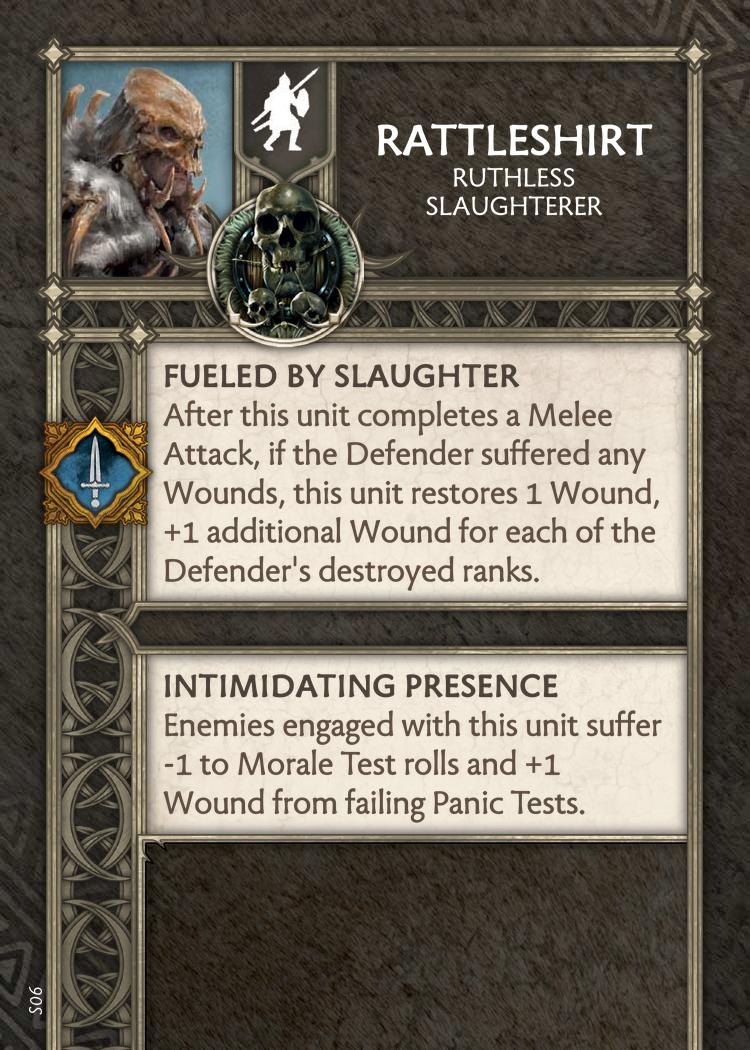 RATTLESHIRT
RUTHLESS
SLAUGHTERER
FUELED BY SLAUGHTER
After this unit completes a Melee
Attack, if the Defender suffered any
Wounds, this unit restores 1 Wound,
+1 additional Wound for each of the
Defender's destroyed ranks.
INTIMIDATING PRESENCE
Enemies engaged with this unit suffer
-1 to Morale Test rolls and +1
Wound from failing Panic Tests.
S06